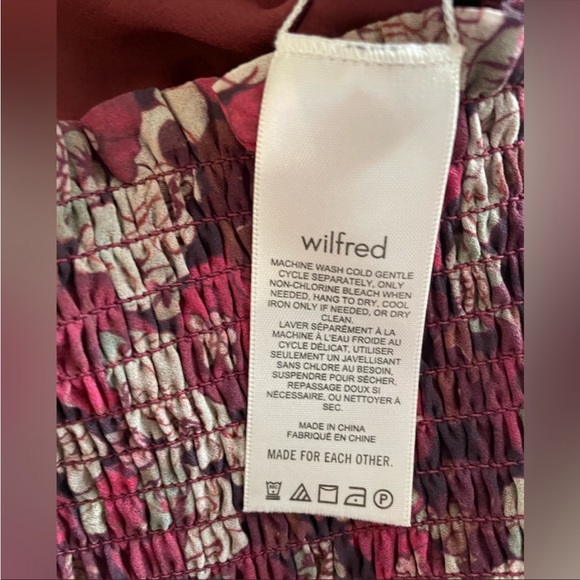 wilfred
MACHINE WASH COLD GENTLE
CYCLE SEPARATELY, ONLY
NON-CHLORINE BLEACH WHEN
NEEDED, HANG TO DRY, COOL
IRON ONLY IF NEEDED, OR DRY
CLEAN.
LAVER SÉPARÉMENT À LA
MACHINE À L'EAU FROIDE AU
CYCLE DÉLICAT, UTILISER
SEULEMENT UN JAVELLISANT
SANS CHLORE AU BESOIN,
SUSPENDRE POUR SÉCHER,
REPASSAGE DOUX SI
NÉCESSAIRE, OU NETTOYER À
SEC.
MADE IN CHINA
FABRIQUÉ EN CHINE
MADE FOR EACH OTHER.
P